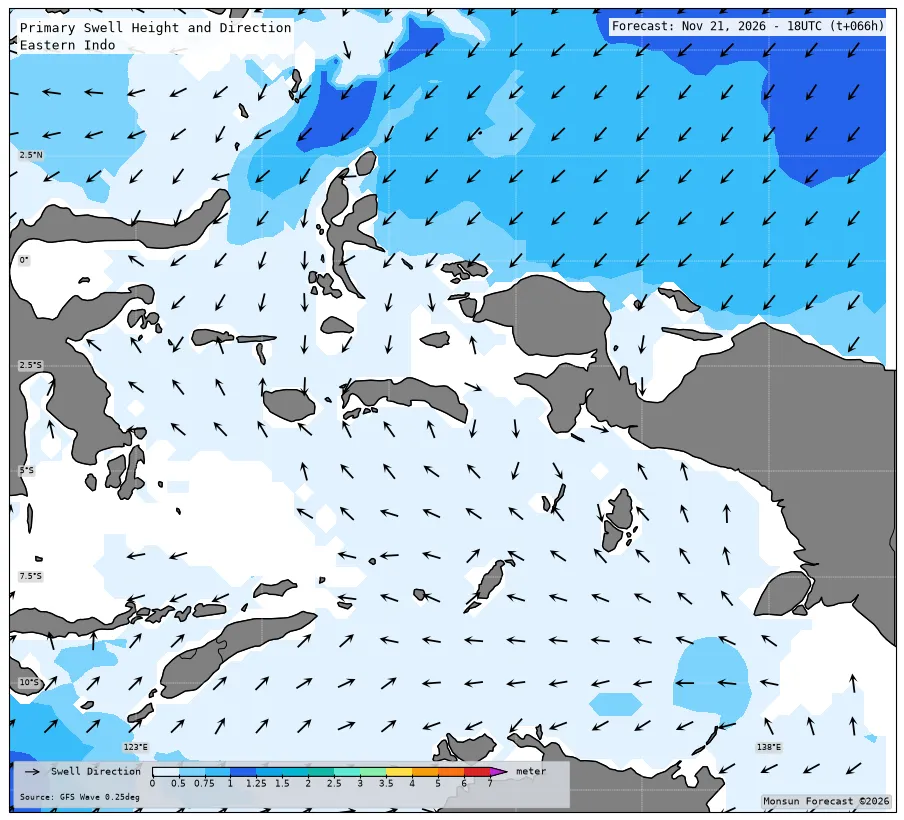 Primary Swell Height and Direction
Eastern Indo
Forecast: Nov 21, 2026 - 18UTC (t+066h)
2.5°N
0°
2.5°S
5°S
7.5°S
10°S
123°E
138°E
Swell Direction
meter
0 0.5 0.75 1 1.25 1.5 2 2.5 3 3.5 4 5 6 7
Source: GFS Wave 0.25deg
Monsun Forecast ©2026